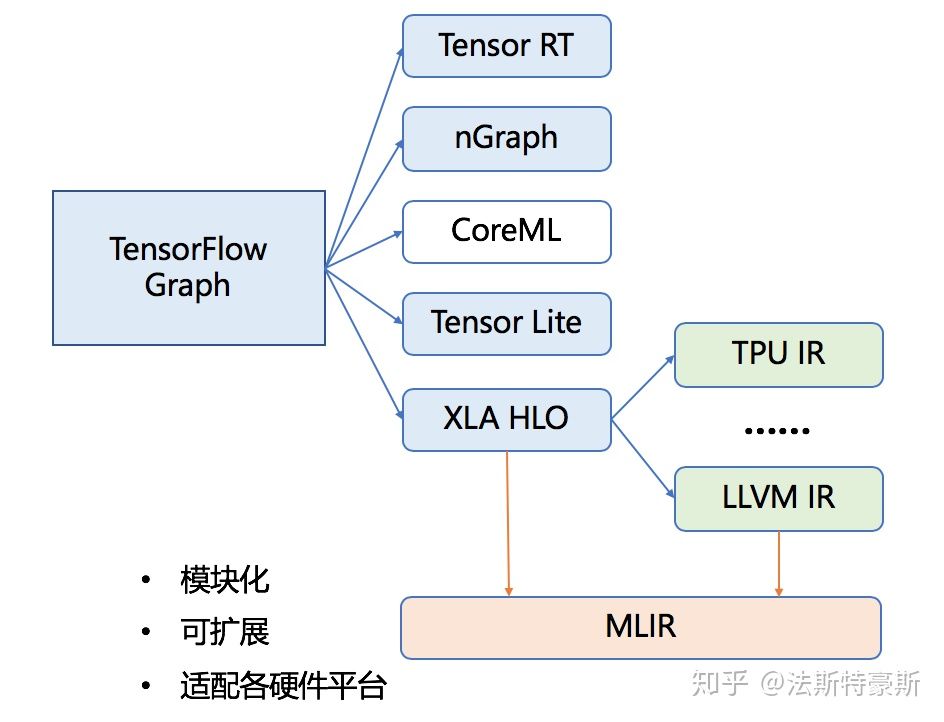 Tensor RT
nGraph
TensorFlow
Graph
CoreML
Tensor Lite
TPU IR
XLA HLO
······
LLVM IR
• 模块化
• 可扩展
• 适配各硬件平台
MLIR
知乎 @法斯特豪斯